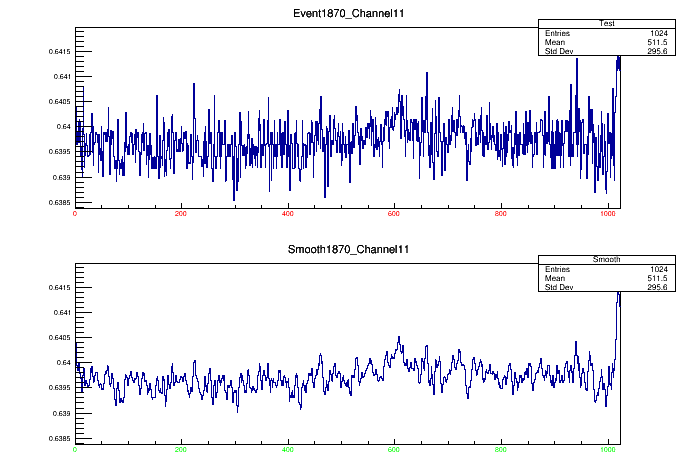 Event1870_Channel11
Test
Entries 1024
Mean 511.5
Std Dev 295.6
0.6415
0.641
0.6405
0.64
0.6395
0.639
0.6385
0 200 400 600 800 1000
Smooth1870_Channel11
Smooth
Entries 1024
Mean 511.5
Std Dev 295.6
0.6415
0.641
0.6405
0.64
0.6395
0.639
0.6385
0 200 400 600 800 1000